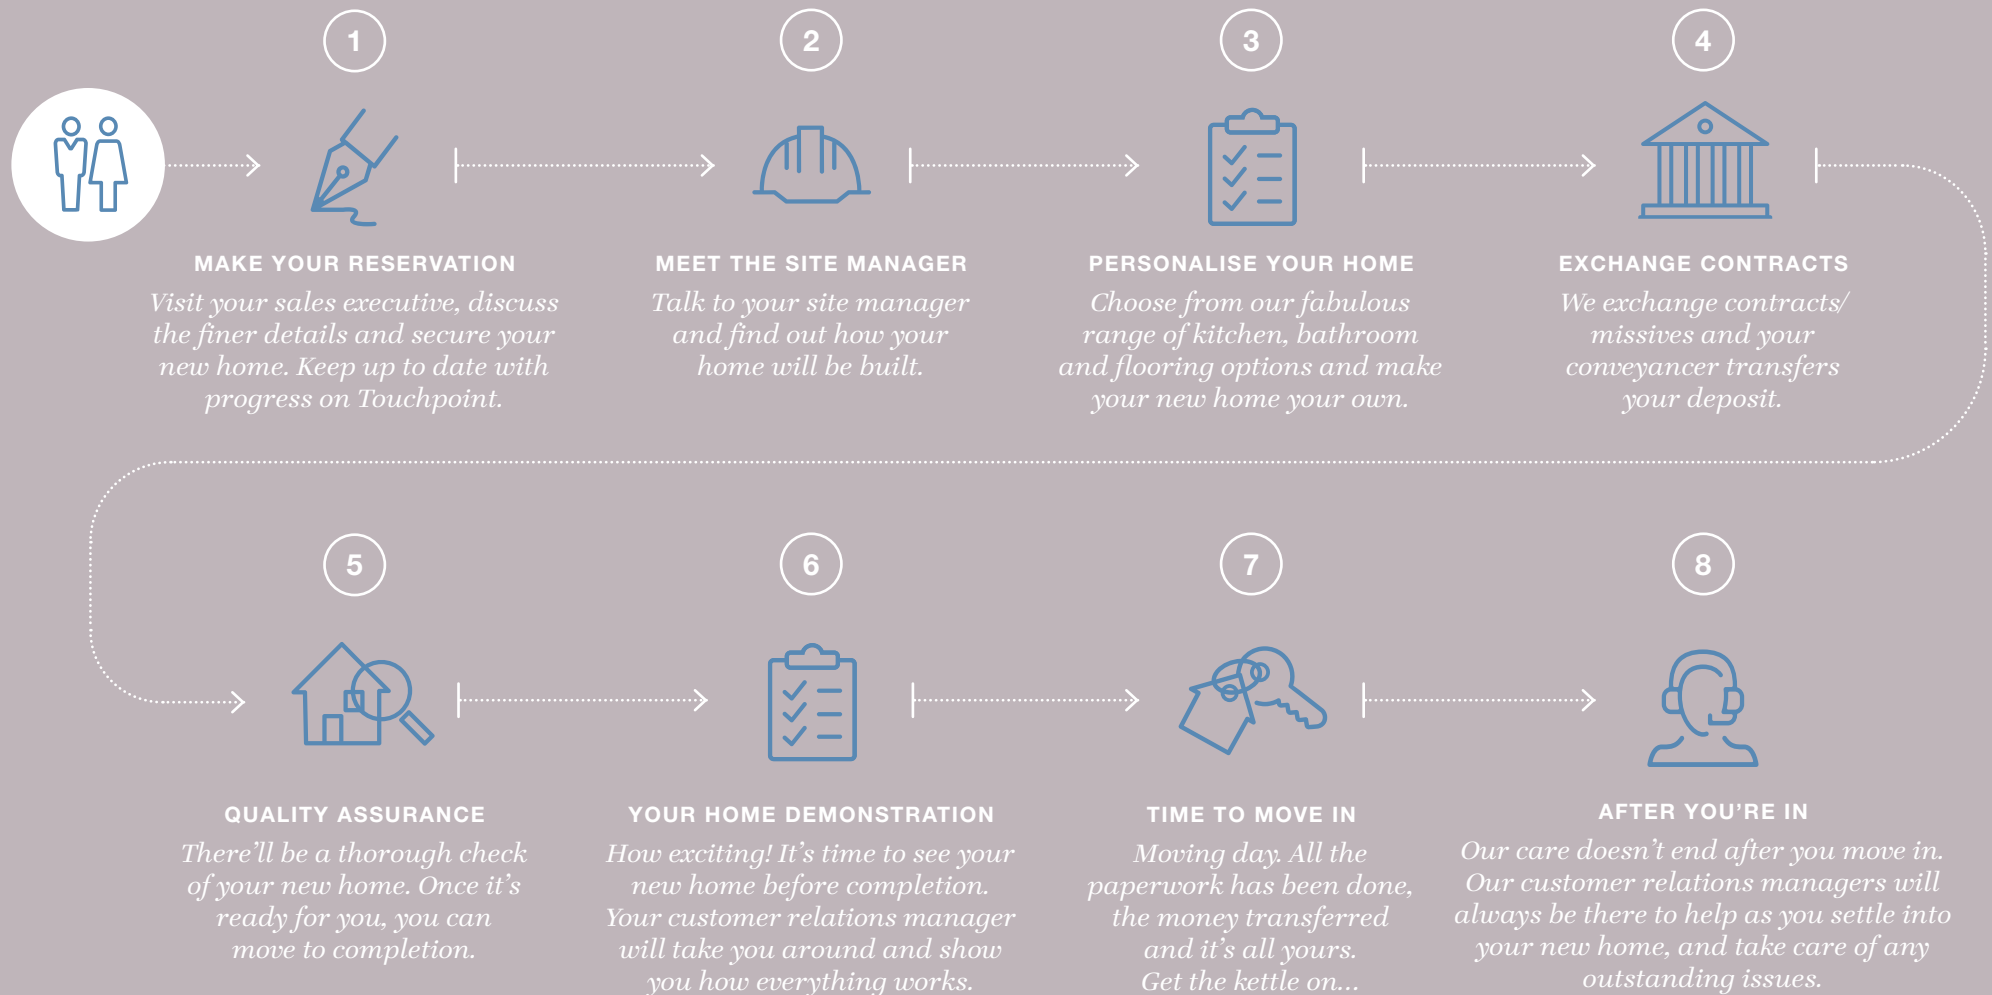 1
MAKE YOUR RESERVATION
Visit your sales executive, discuss
the finer details and secure your
new home. Keep up to date with
progress on Touchpoint.
2
MEET THE SITE MANAGER
Talk to your site manager
and find out how your
home will be built.
3
PERSONALISE YOUR HOME
Choose from our fabulous
range of kitchen, bathroom
and flooring options and make
your new home your own.
4
EXCHANGE CONTRACTS
We exchange contracts/
missives and your
conveyancer transfers
your deposit.
5
QUALITY ASSURANCE
There’ll be a thorough check
of your new home. Once it’s
ready for you, you can
move to completion.
6
YOUR HOME DEMONSTRATION
How exciting! It’s time to see your
new home before completion.
Your customer relations manager
will take you around and show
you how everything works.
7
TIME TO MOVE IN
Moving day. All the
paperwork has been done,
the money transferred
and it’s all yours.
Get the kettle on...
8
AFTER YOU’RE IN
Our care doesn’t end after you move in.
Our customer relations managers will
always be there to help as you settle into
your new home, and take care of any
outstanding issues.